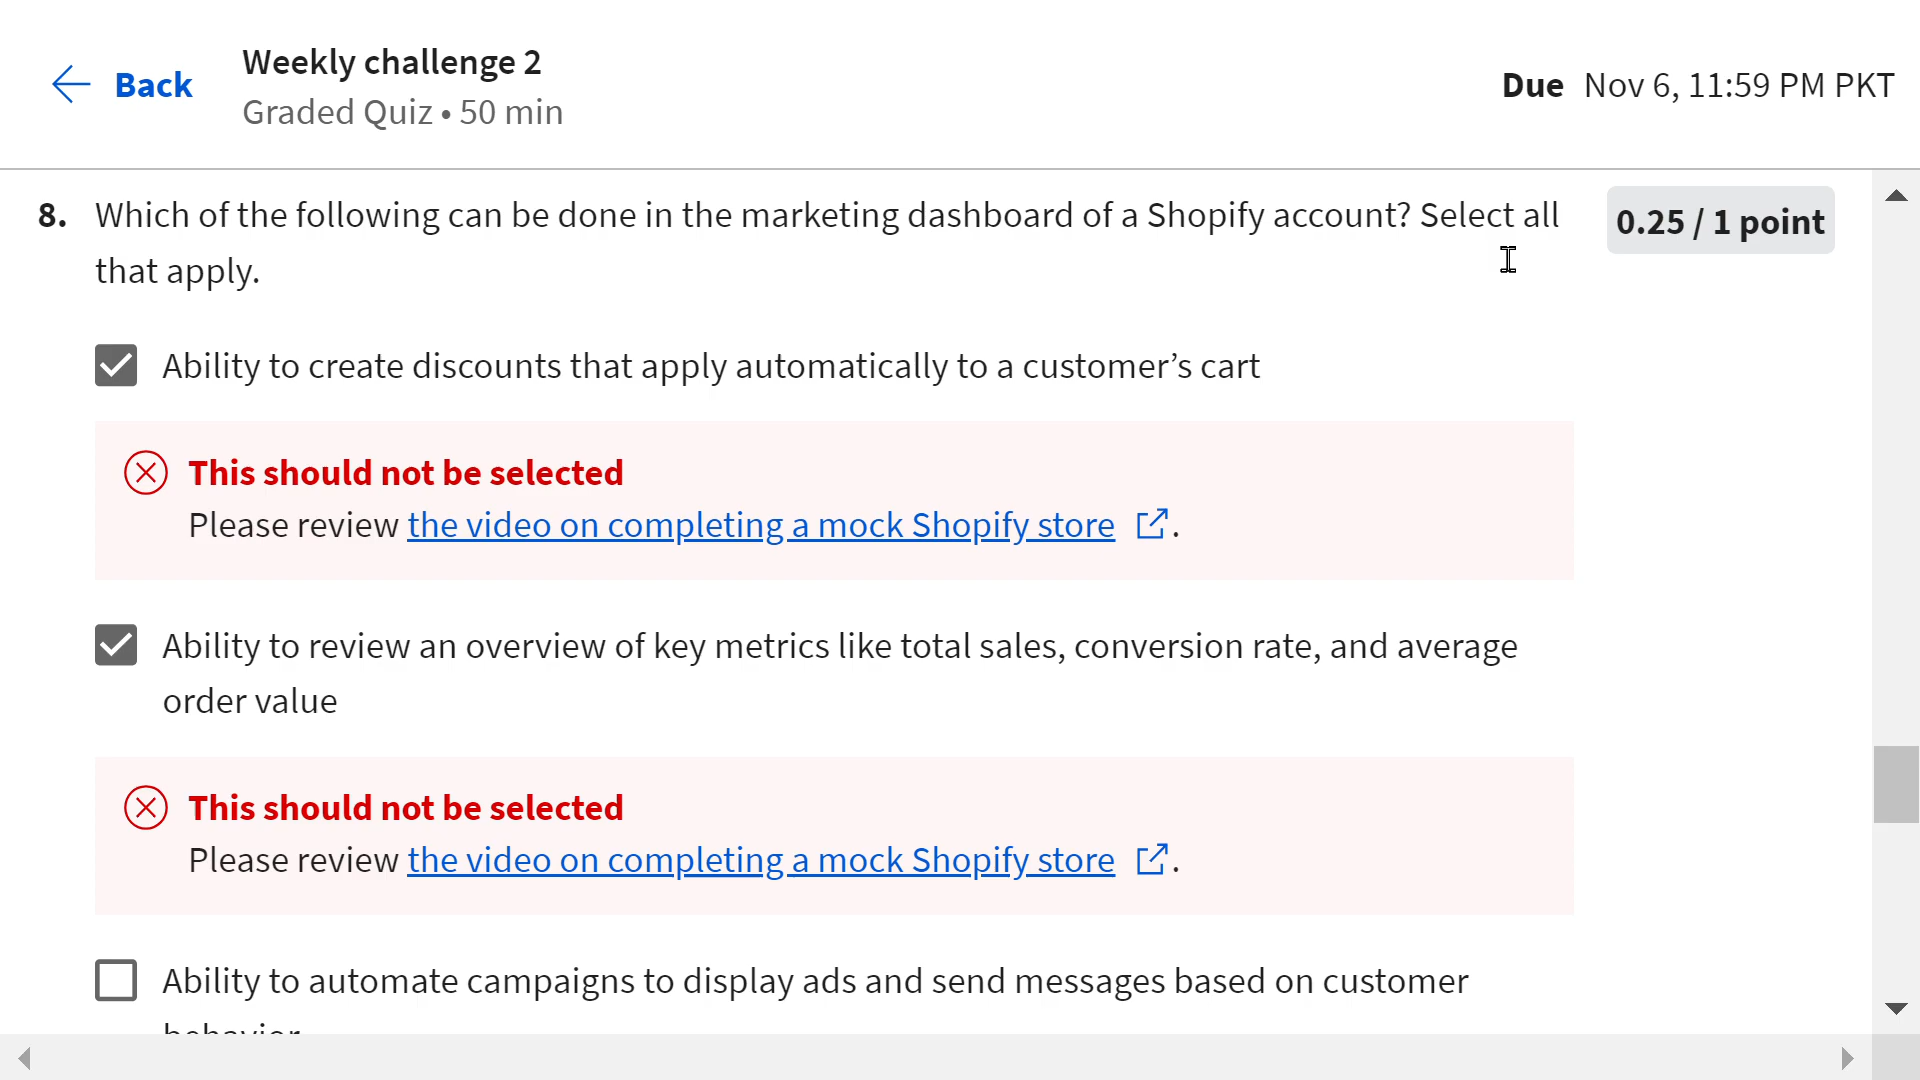 Back
Weekly challenge 2
Graded Quiz • 50 min
Due Nov 6, 11:59 PM PKT
8. Which of the following can be done in the marketing dashboard of a Shopify account? Select all
that apply.
0.25 / 1 point
Ability to create discounts that apply automatically to a customer’s cart
This should not be selected
Please review the video on completing a mock Shopify store .
Ability to review an overview of key metrics like total sales, conversion rate, and average
order value
This should not be selected
Please review the video on completing a mock Shopify store .
Ability to automate campaigns to display ads and send messages based on customer
behavior